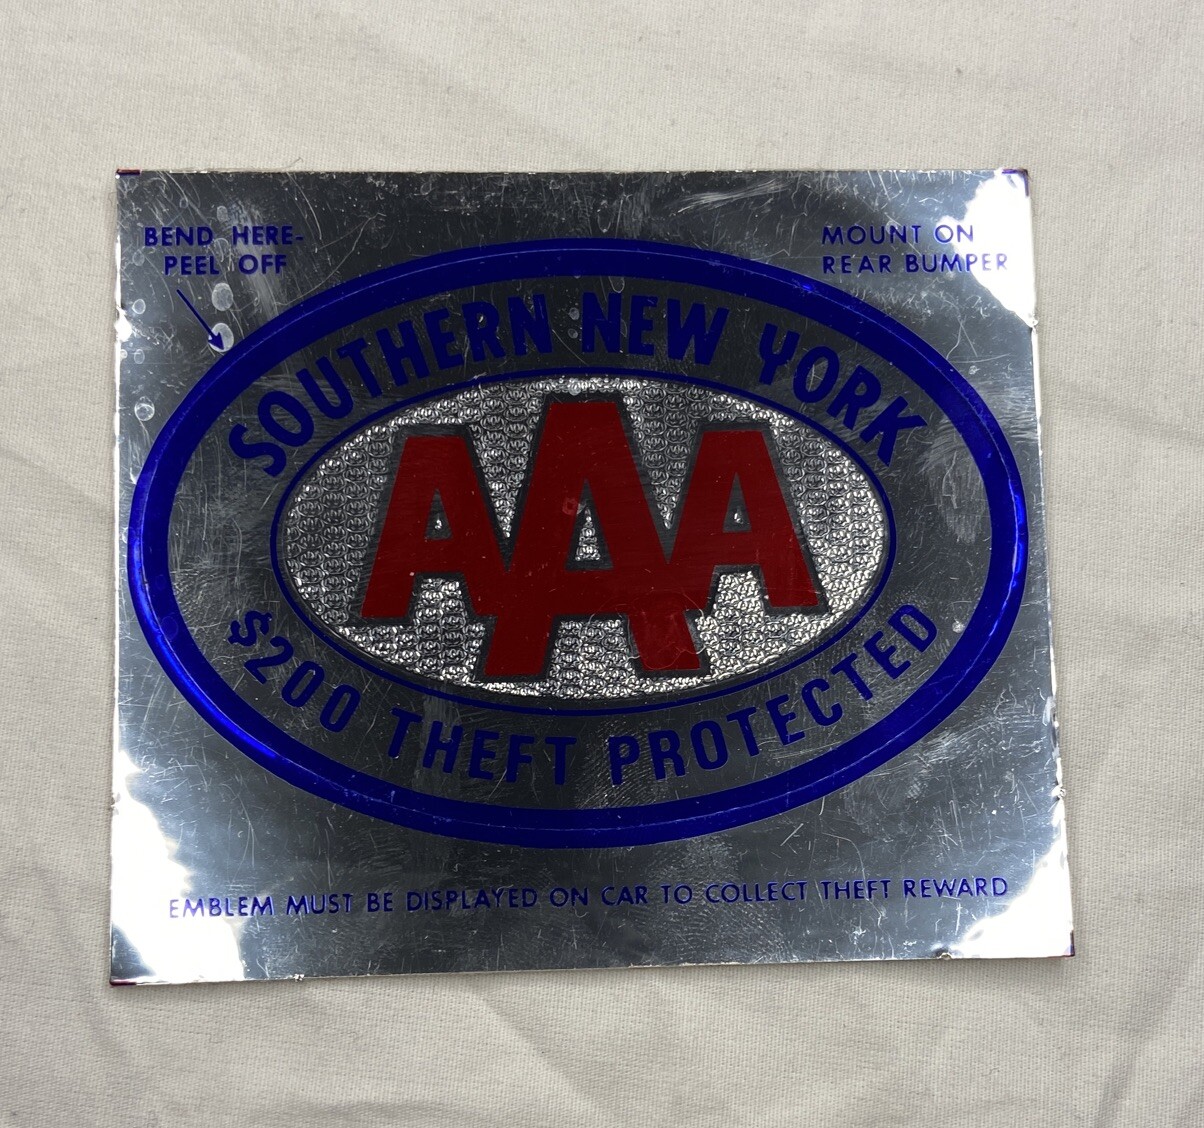 BEND HERE-
PEEL OFF
MOUNT ON
REAR BUMPER
SOUTHERN NEW YORK
AAA
$200 THEFT PROTECTED
EMBLEM MUST BE DISPLAYED ON CAR TO COLLECT THEFT REWARD